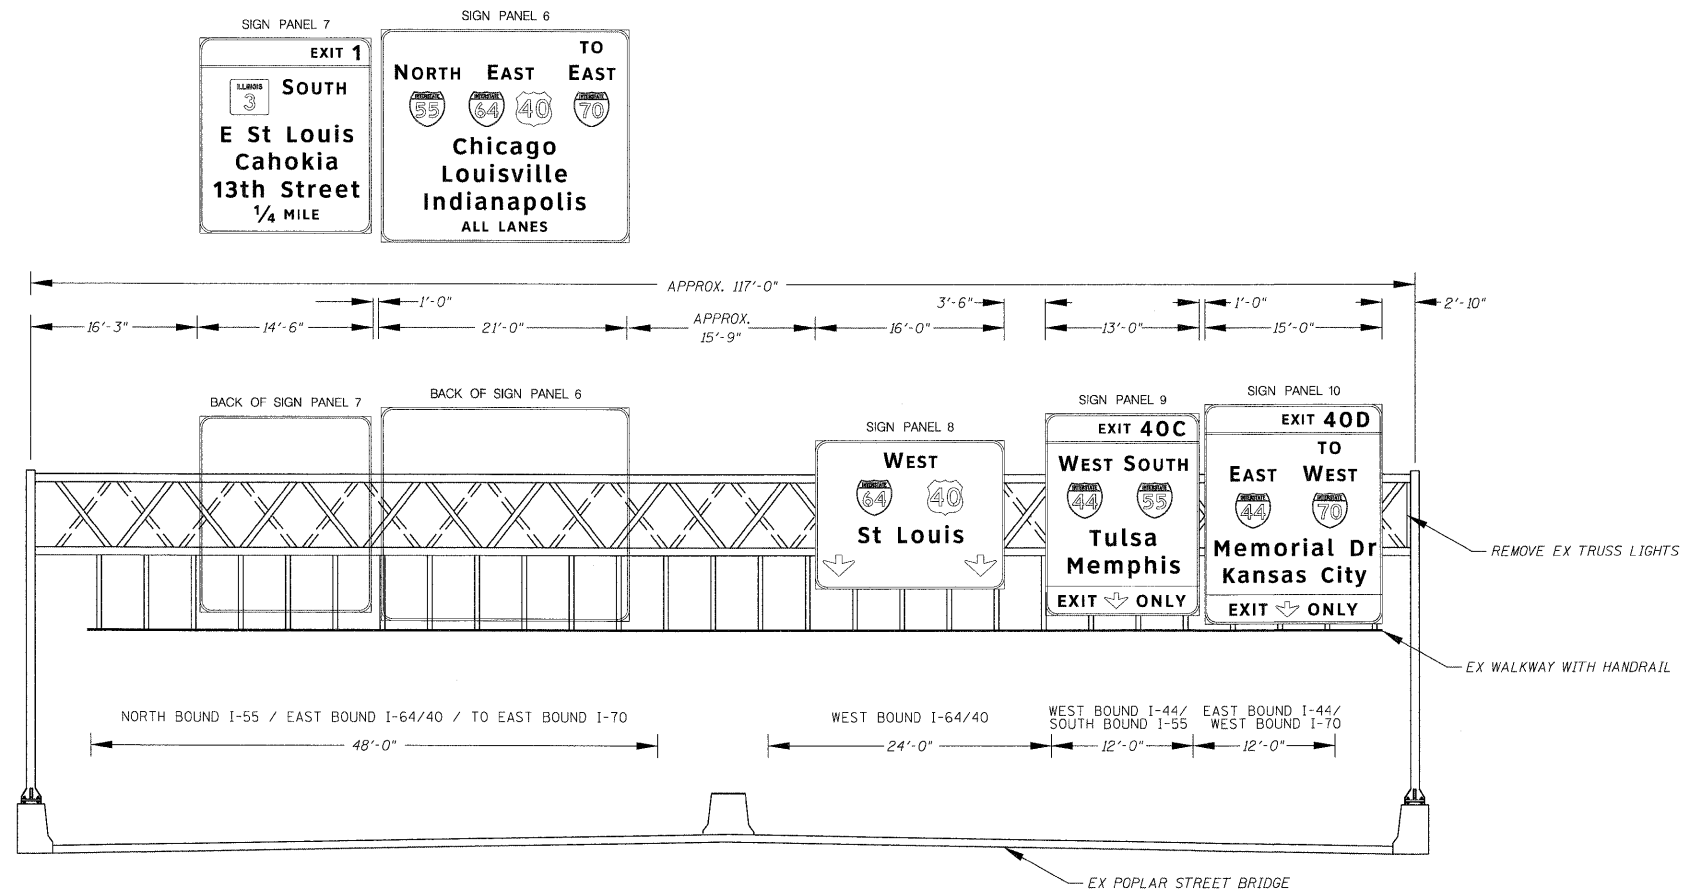 SIGN PANEL 7
EXIT 1
ILLINOIS
3
SOUTH
E St Louis
Cahokia
13th Street
1/4 MILE
SIGN PANEL 6
TO
NORTH EAST EAST
INTERSTATE INTERSTATE INTERSTATE
55 64 40 70
Chicago
Louisville
Indianapolis
ALL LANES
APPROX. 117'-0"
1'-0" 3'-6" 1'-0" 2'-10"
16'-3" 14'-6" 21'-0" APPROX. 15'-9" 16'-0" 13'-0" 15'-0"
BACK OF SIGN PANEL 7
BACK OF SIGN PANEL 6
SIGN PANEL 8
WEST
INTERSTATE
64 40
St Louis
SIGN PANEL 9
EXIT 40C
WEST SOUTH
INTERSTATE INTERSTATE
44 55
Tulsa
Memphis
EXIT ONLY
SIGN PANEL 10
EXIT 40D
TO
EAST WEST
INTERSTATE INTERSTATE
44 70
Memorial Dr
Kansas City
EXIT ONLY
REMOVE EX TRUSS LIGHTS
EX WALKWAY WITH HANDRAIL
NORTH BOUND I-55 / EAST BOUND I-64/40 / TO EAST BOUND I-70
48'-0"
WEST BOUND I-64/40
24'-0"
WEST BOUND I-44/
SOUTH BOUND I-55
12'-0"
EAST BOUND I-44/
WEST BOUND I-70
12'-0"
EX POPLAR STREET BRIDGE